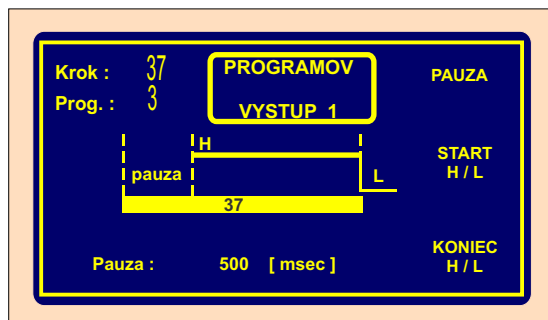 Krok : 37
Prog. : 3
PROGRAMOV
VYSTUP 1
PAUZA
H
pauza
L
START
H / L
37
Pauza : 500 [ msec ]
KONIEC
H / L